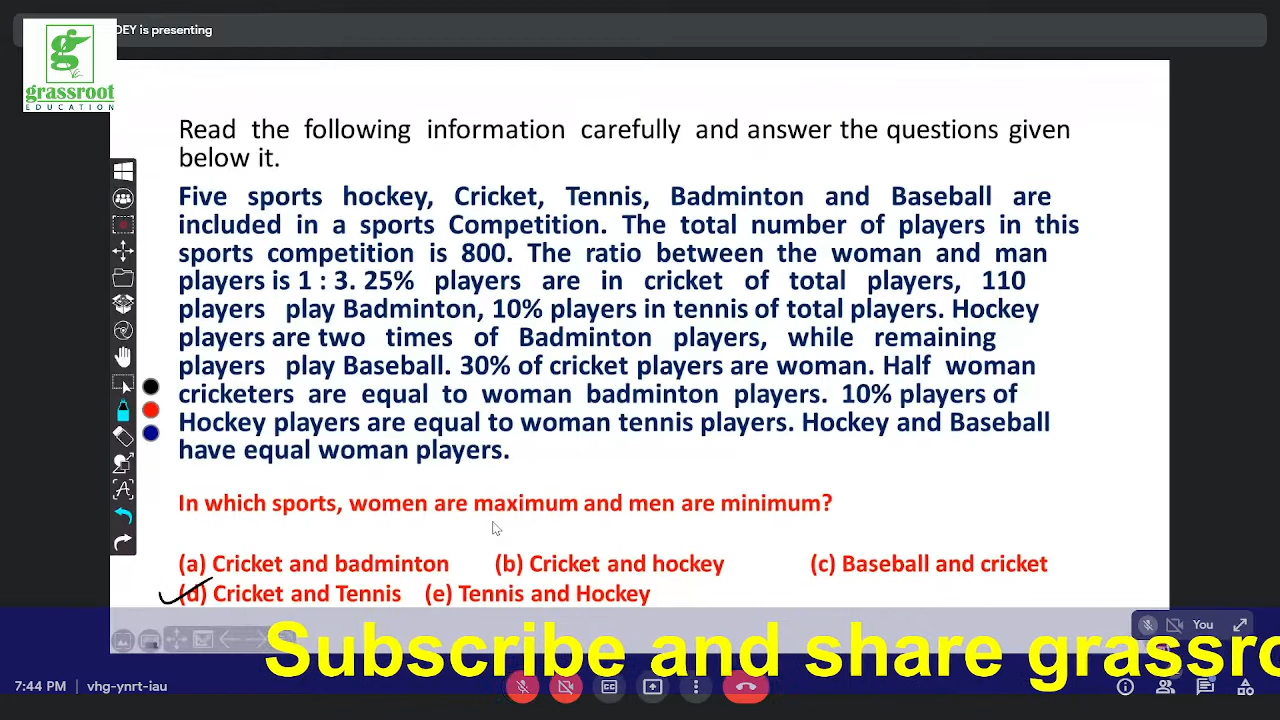 DEY is presenting
g
grassroot
EDUCATION
Read the following information carefully and answer the questions given
below it.
Five sports hockey, Cricket, Tennis, Badminton and Baseball are
included in a sports Competition. The total number of players in this
sports competition is 800. The ratio between the woman and man
players is 1 : 3. 25% players are in cricket of total players, 110
players play Badminton, 10% players in tennis of total players. Hockey
players are two times of Badminton players, while remaining
players play Baseball. 30% of cricket players are woman. Half woman
cricketers are equal to woman badminton players. 10% players of
Hockey players are equal to woman tennis players. Hockey and Baseball
have equal woman players.
In which sports, women are maximum and men are minimum?
(a) Cricket and badminton (b) Cricket and hockey (c) Baseball and cricket
(d) Cricket and Tennis (e) Tennis and Hockey
You
Subscribe and share grassro
7:44 PM vhg-ynrt-iau